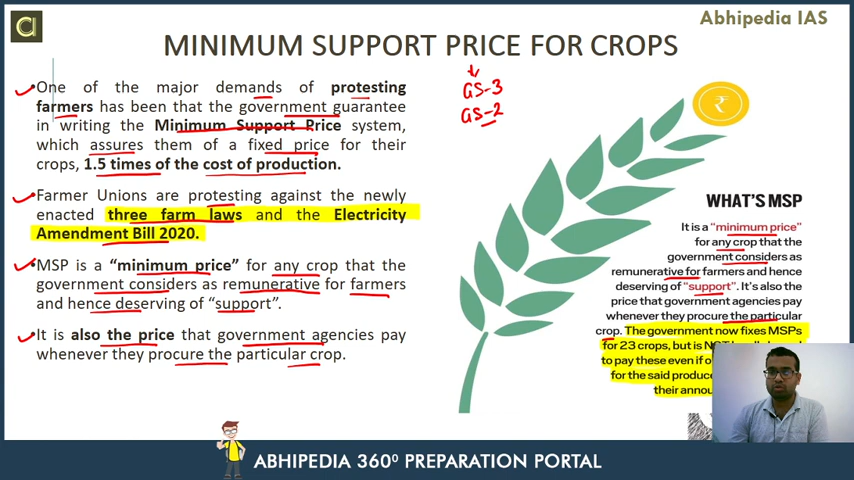 Abhipedia IAS
MINIMUM SUPPORT PRICE FOR CROPS
GS-3
GS-2
•One of the major demands of protesting
farmers has been that the government guarantee
in writing the Minimum Support Price system,
which assures them of a fixed price for their
crops, 1.5 times of the cost of production.
•Farmer Unions are protesting against the newly
enacted three farm laws and the Electricity
Amendment Bill 2020.
•MSP is a “minimum price” for any crop that the
government considers as remunerative for farmers
and hence deserving of “support”.
•It is also the price that government agencies pay
whenever they procure the particular crop.
₹
WHAT'S MSP
It is a "minimum price"
for any crop that the
government considers as
remunerative for farmers and hence
deserving of "support". It's also the
price that government agencies pay
whenever they procure the particular
crop. The government now fixes MSPs
for 23 crops, but is
to pay these even if
for the said
their
ABHIPEDIA 360⁰ PREPARATION PORTAL